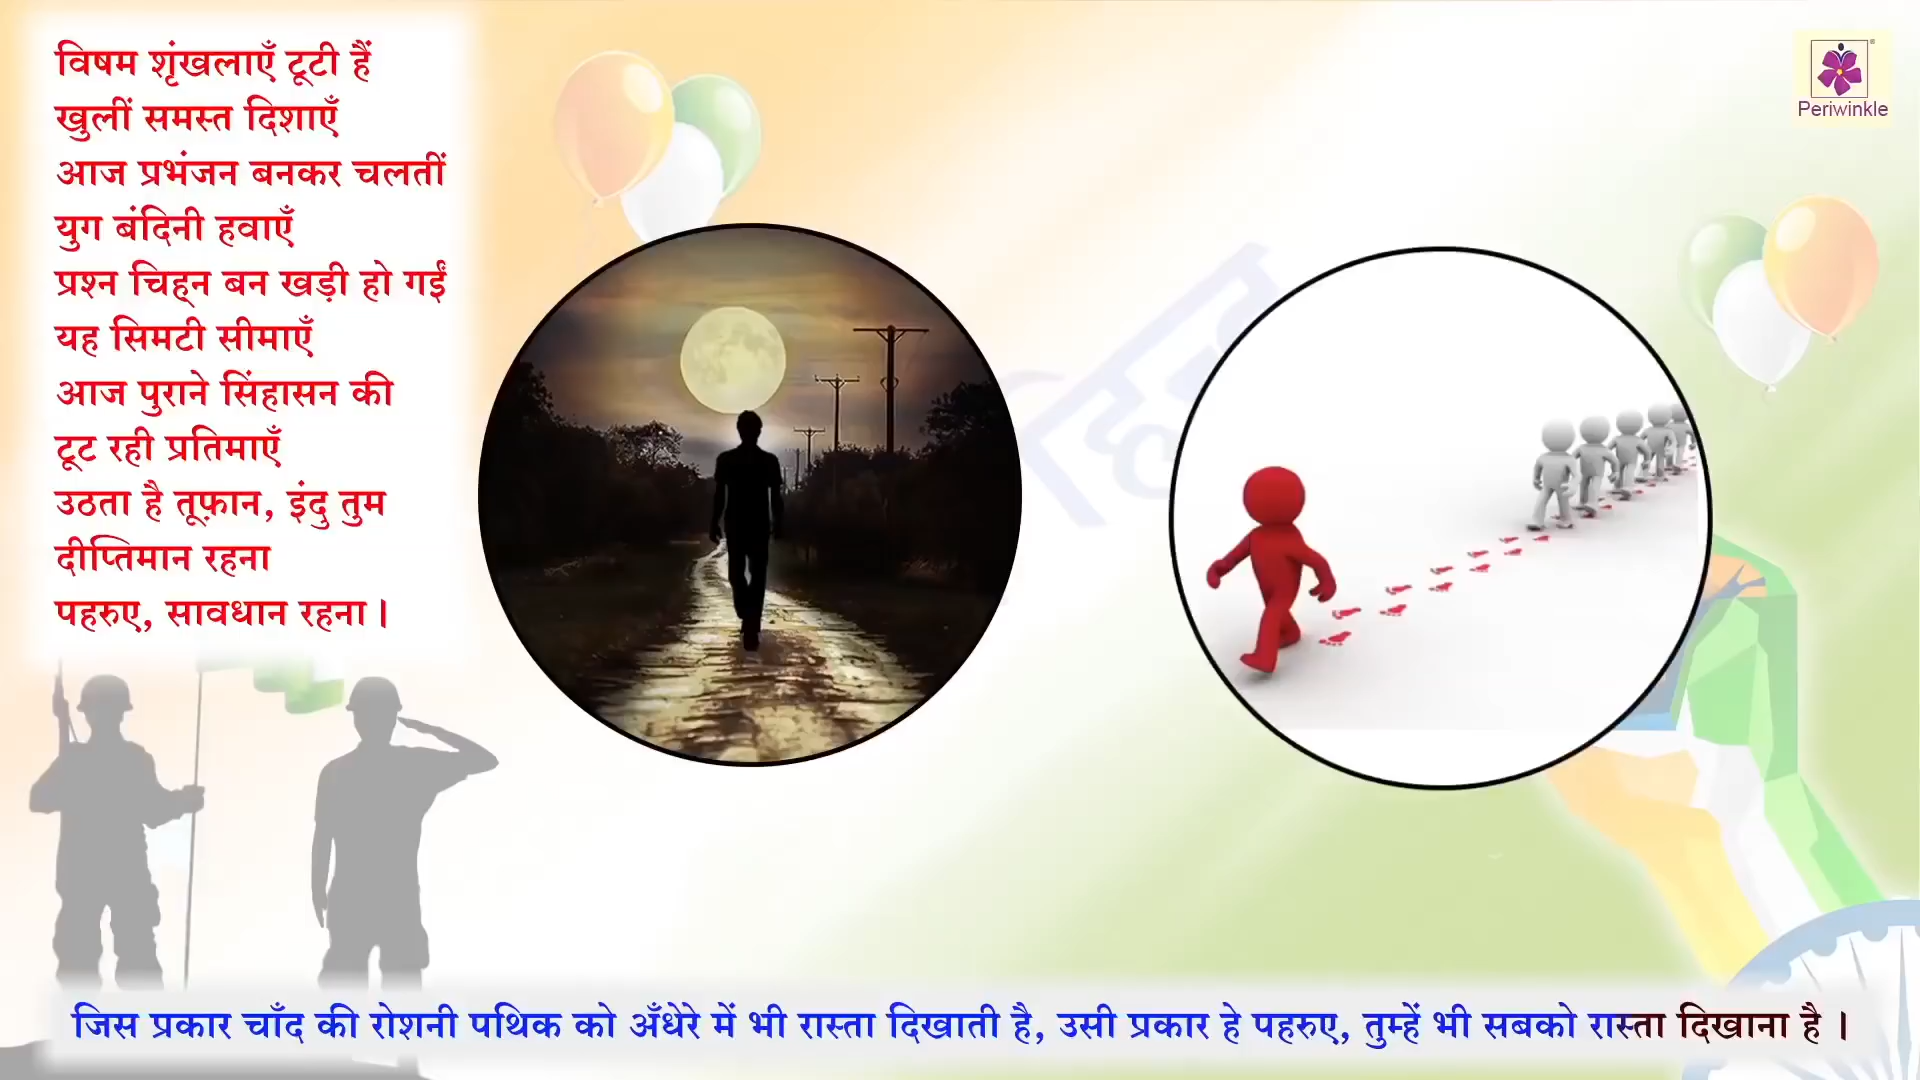 विषम शृंखलाएँ टूटी हैं
खुलीं समस्त दिशाएँ
आज प्रभंजन बनकर चलतीं
युग बंदिनी हवाएँ
प्रश्न चिह्न बन खड़ी हो गईं
यह सिमटी सीमाएँ
आज पुराने सिंहासन की
टूट रही प्रतिमाएँ
उठता है तूफ़ान, इंदु तुम
दीप्तिमान रहना
पहरुए, सावधान रहना।
Periwinkle
जिस प्रकार चाँद की रोशनी पथिक को अँधेरे में भी रास्ता दिखाती है, उसी प्रकार हे पहरुए, तुम्हें भी सबको रास्ता दिखाना है।